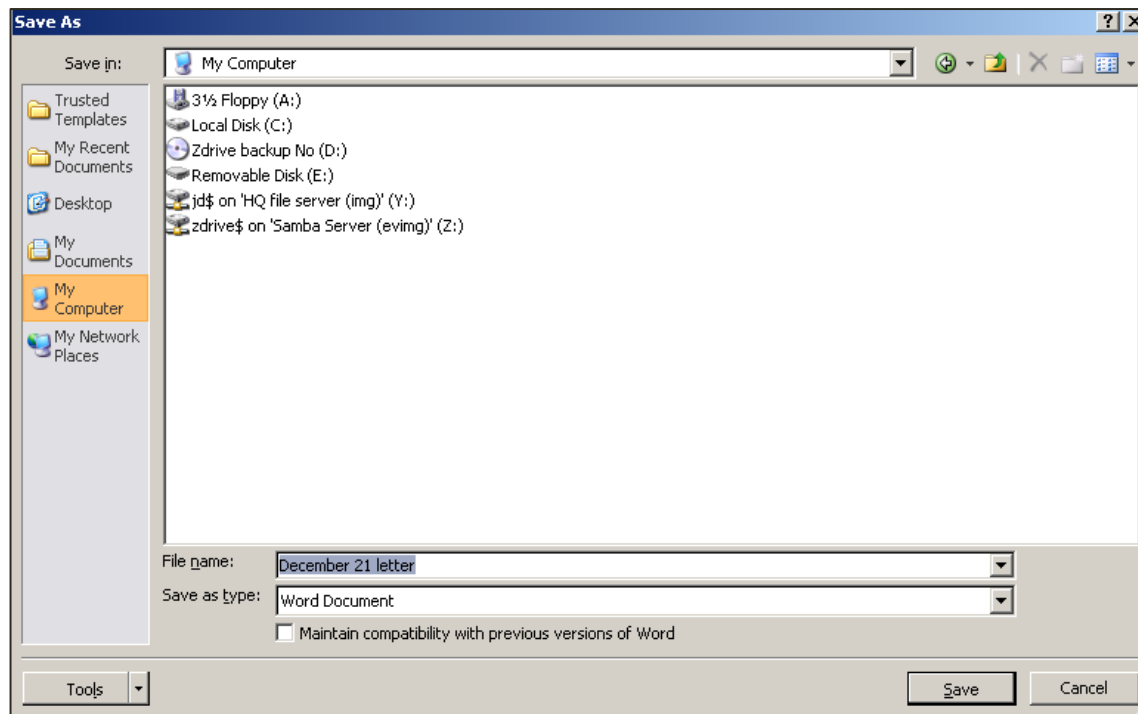 Save As
Save in:
My Computer
Trusted
Templates
My Recent
Documents
Desktop
My
Documents
My
Computer
My Network
Places
3½ Floppy (A:)
Local Disk (C:)
Zdrive backup No (D:)
Removable Disk (E:)
jd$ on 'HQ file server (img)' (Y:)
zdrive$ on 'Samba Server (evimg)' (Z:)
File name:
December 21 letter
Save as type:
Word Document
Maintain compatibility with previous versions of Word
Tools
Save
Cancel